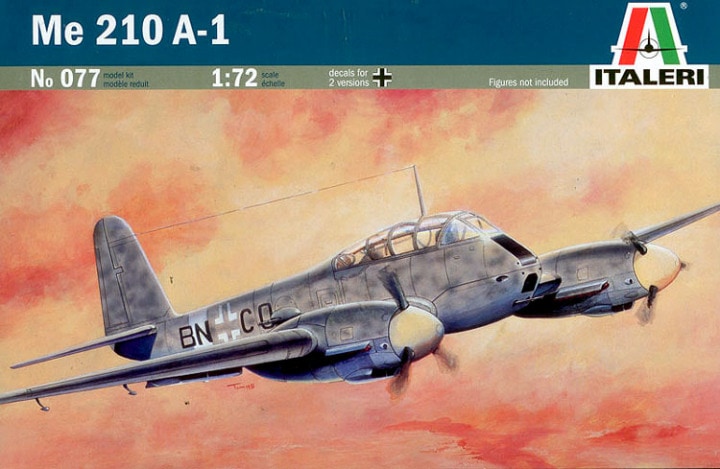 Me 210 A-1
ITALERI
®
No 077 model kit
modèle réduit
1:72 scale
échelle
decals for
2 versions
Figures not included
BN CO